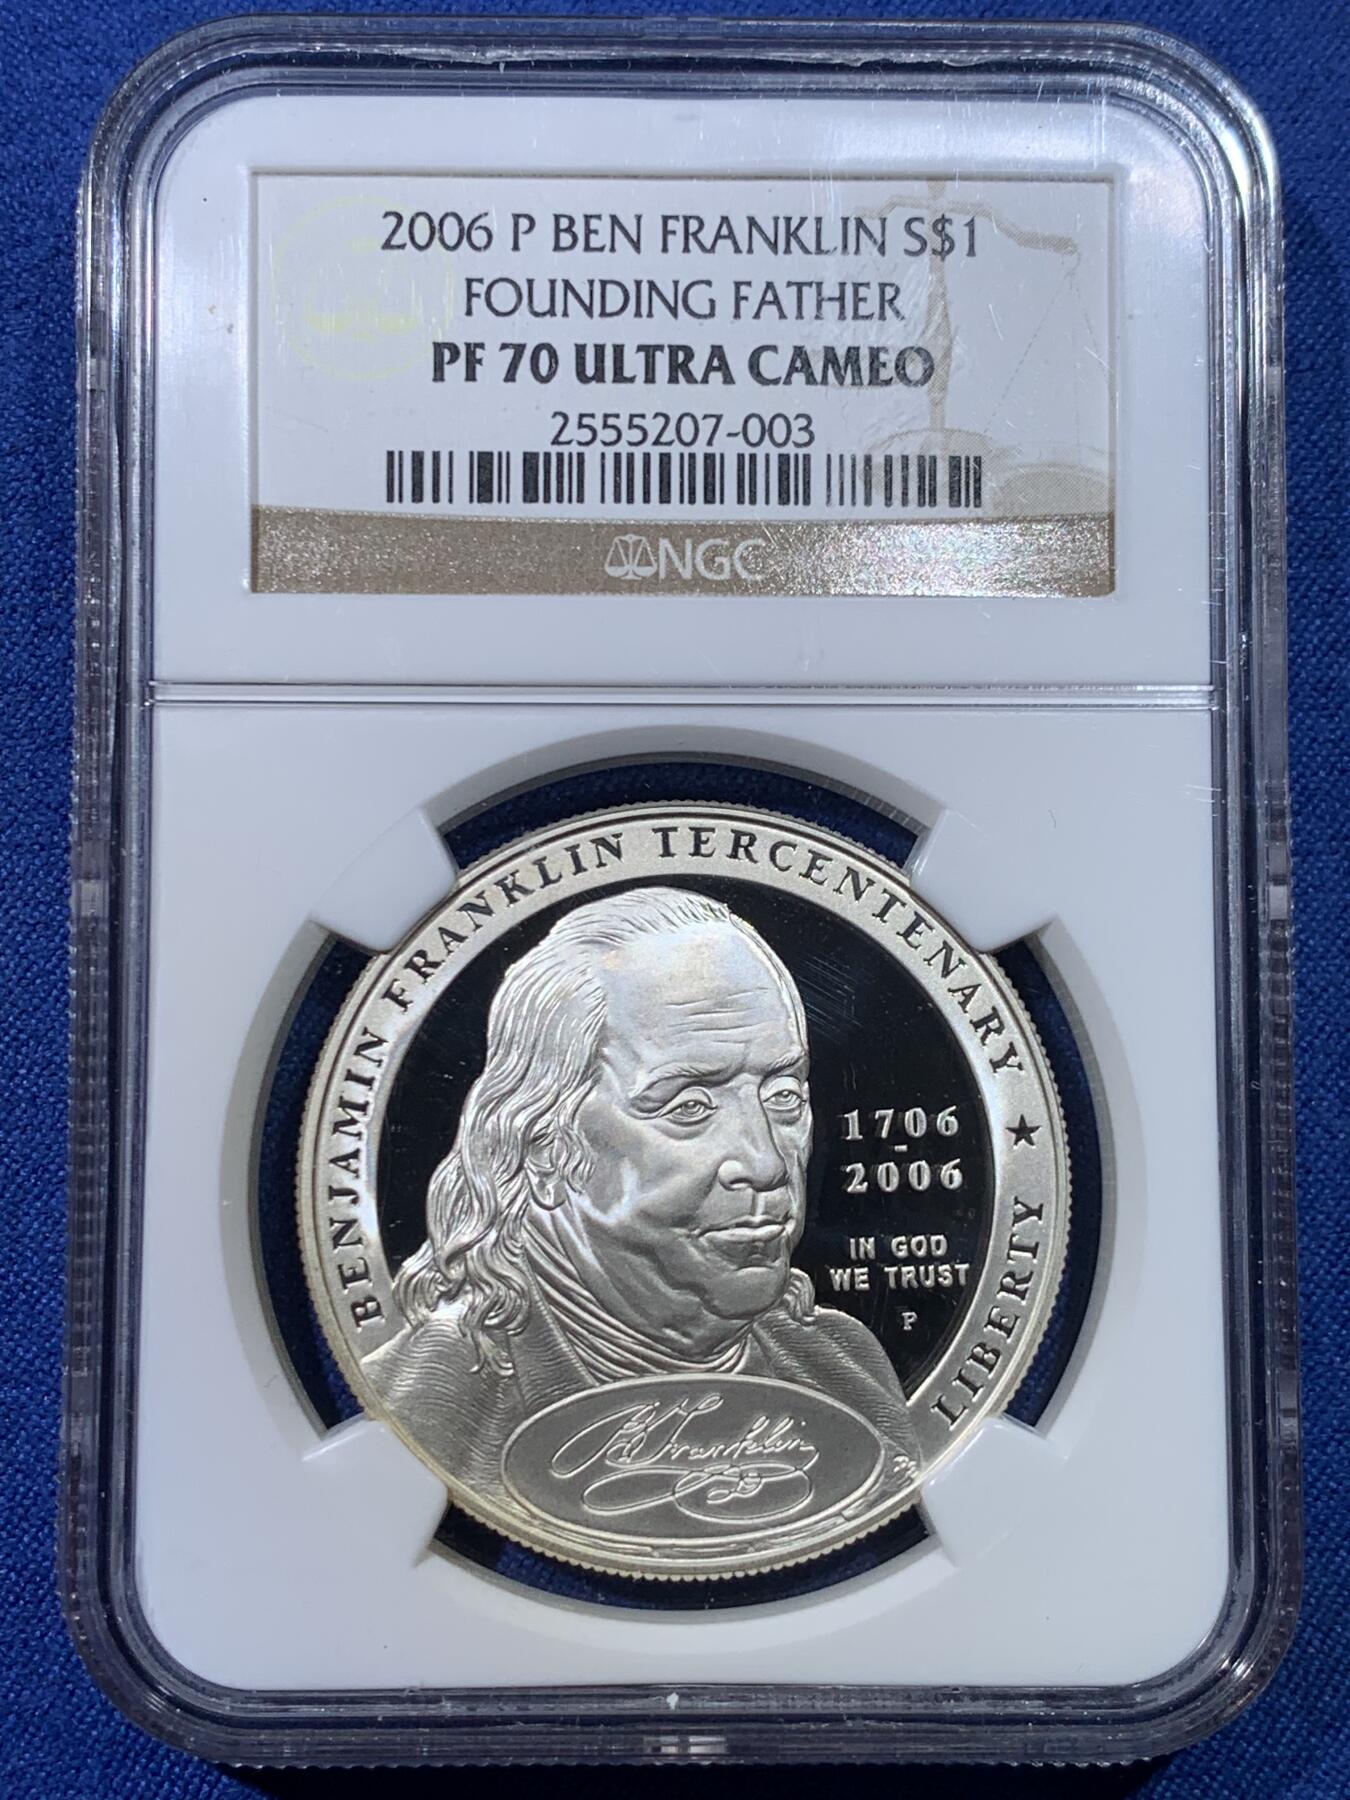 2006 P BEN FRANKLIN S$1
FOUNDING FATHER
PF 70 ULTRA CAMEO
2555207-003
NGC
BENJAMIN FRANKLIN TERCENTENARY ★ LIBERTY
1706
-
2006
IN GOD
WE TRUST
P
B Franklin